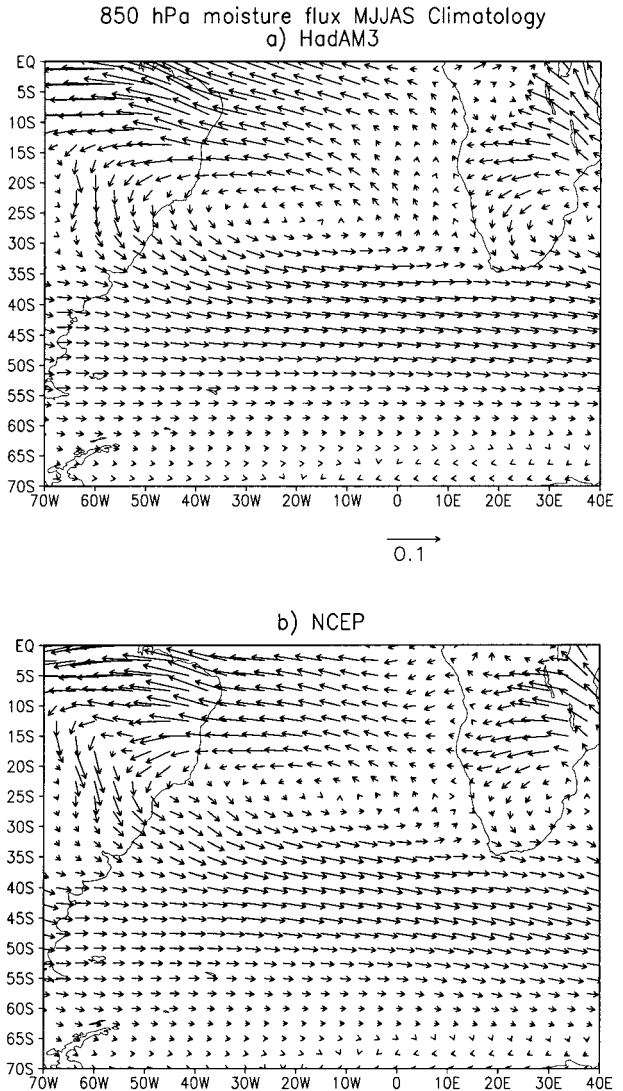 850 hPa moisture flux MJJAS Climatology
a) HadAM3
EQ
5S
10S
15S
20S
25S
30S
35S
40S
45S
50S
55S
60S
65S
70S
70W 60W 50W 40W 30W 20W 10W 0 10E 20E 30E 40E
0.1
b) NCEP
EQ
5S
10S
15S
20S
25S
30S
35S
40S
45S
50S
55S
60S
65S
70S
70W 60W 50W 40W 30W 20W 10W 0 10E 20E 30E 40E